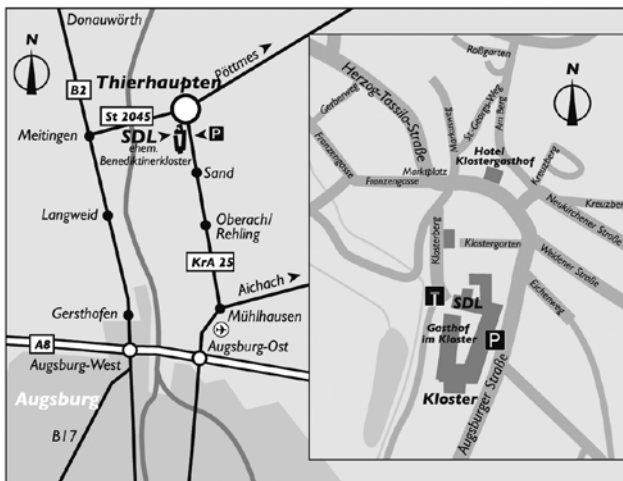 Donauwörth
N
B2
Thierhaupten
Pöttmes
St 2045
Meitingen
SDL
P
ehem.
Benediktinerkloster
Sand
Langweid
Oberach/
Rehling
KrA 25
Aichach
Gersthofen
Mühlhausen
A8
Augsburg-West
Augsburg-Ost
Augsburg
B17
Roßgarten
N
Herzog-Tassilo-Straße
Gerberweg
Marktstr.
St.-Georgs-Weg
Am Berg
Hotel
Klostergasthof
Franzengasse
Marktplatz
Franzengasse
Kreuzberg
Kreuzberg
Neukirchener Straße
Klosterberg
Klostergarten
Weidener Straße
Eichenweg
T
SDL
Gasthof
im Kloster
P
Kloster
Augsburger Straße